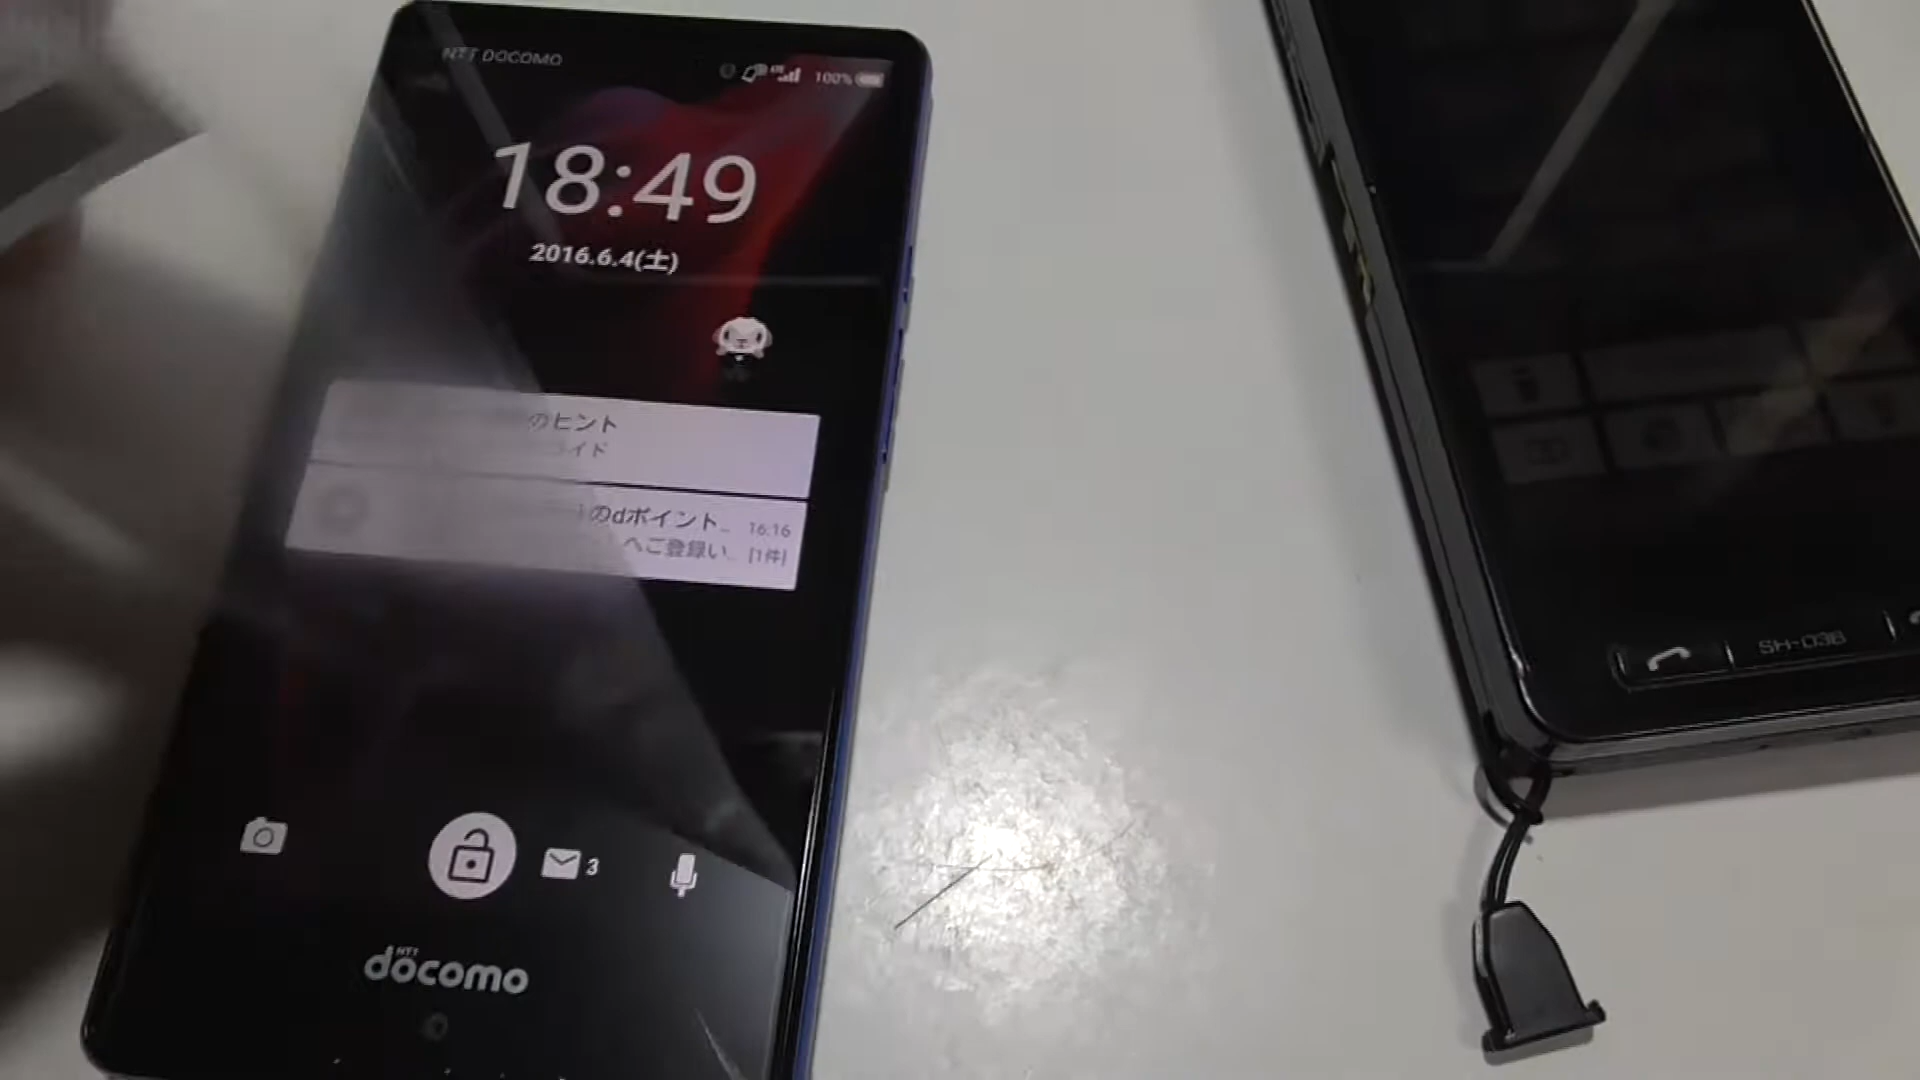 NTT DOCOMO
100%
18:49
2016.6.4(土)
のヒント
イド
のdポイント..
16:16
へご登録い..
[1件]
3
NTT
docomo
SH-03B